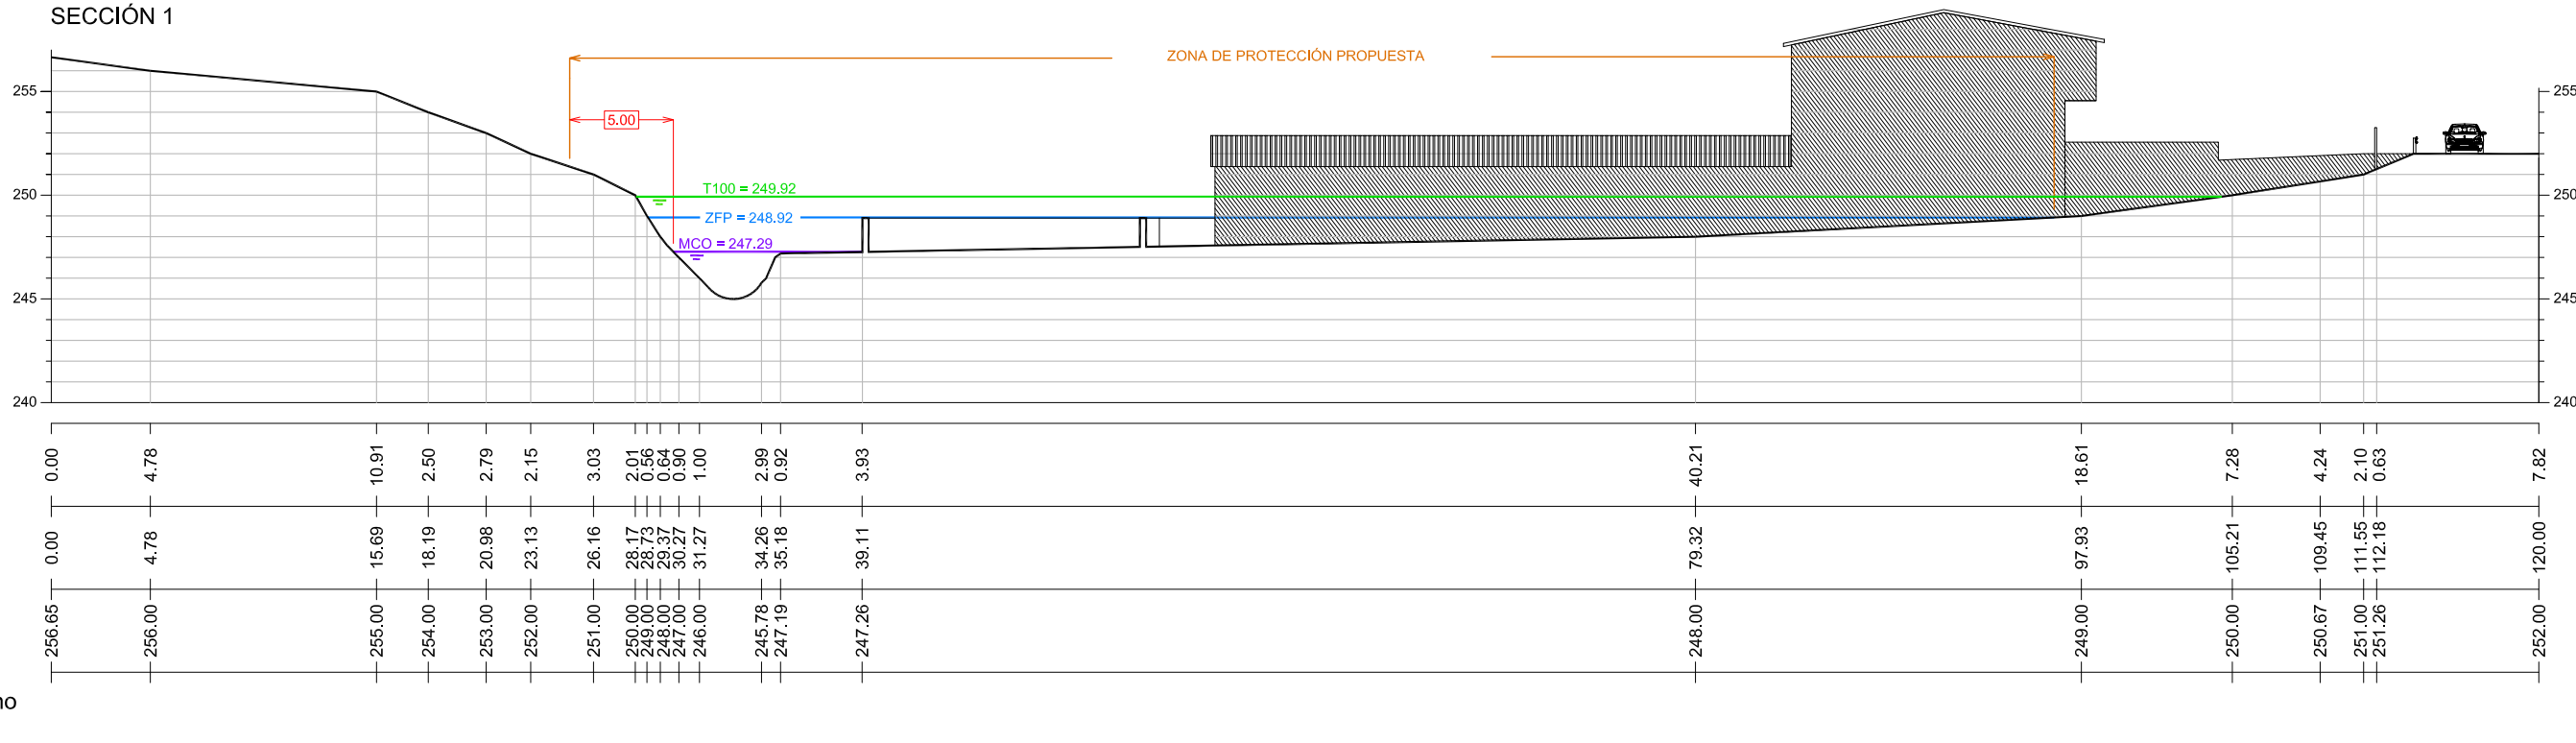 SECCIÓN 1
ZONA DE PROTECCIÓN PROPUESTA
255 255
5.00
T100 = 249.92
250 250
ZFP = 248.92
MCO = 247.29
245 245
240 240
0.00 4.78 10.91 2.50 2.79 2.15 3.03 2.01 0.56 0.64 0.90 1.00 2.99 0.92 3.93 40.21 18.61 7.28 4.24 2.10 0.63 7.82
0.00 4.78 15.69 18.19 20.98 23.13 26.16 28.17 28.73 29.37 30.27 31.27 34.26 35.18 39.11 79.32 97.93 105.21 109.45 111.55 112.18 120.00
256.65 256.00 255.00 254.00 253.00 252.00 251.00 250.00 249.00 248.00 247.00 246.00 245.78 247.19 247.26 248.00 249.00 250.00 250.67 251.00 251.26 252.00
no